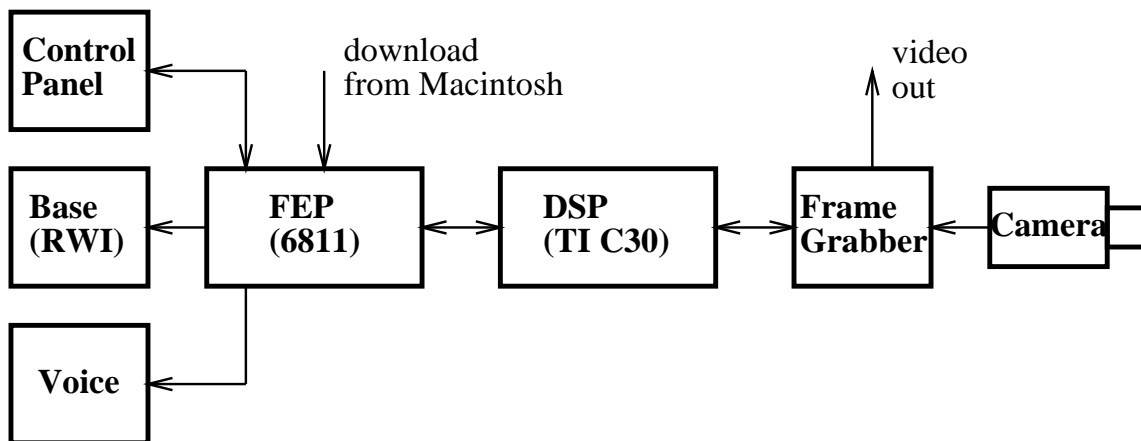 Control
Panel
download
from Macintosh
video
out
Base
(RWI)
FEP
(6811)
DSP
(TI C30)
Frame
Grabber
Camera
Voice